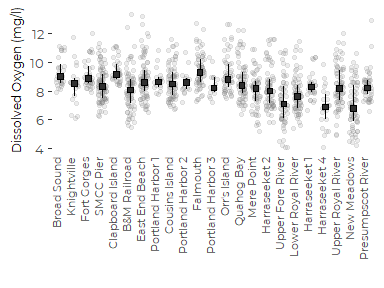 Dissolved Oxygen (mg/l)
12
10
8
6
4
Broad Sound
Knightville
Fort Gorges
SMCC Pier
Clapboard Island
B&M Railroad
East End Beach
Portland Harbor 1
Cousins Island
Portland Harbor 2
Falmouth
Portland Harbor 3
Orr's Island
Quahog Bay
Mere Point
Harraseeket 2
Upper Fore River
Lower Royal River
Harraseeket 1
Harraseeket 4
Upper Royal River
New Meadows
Presumpscot River